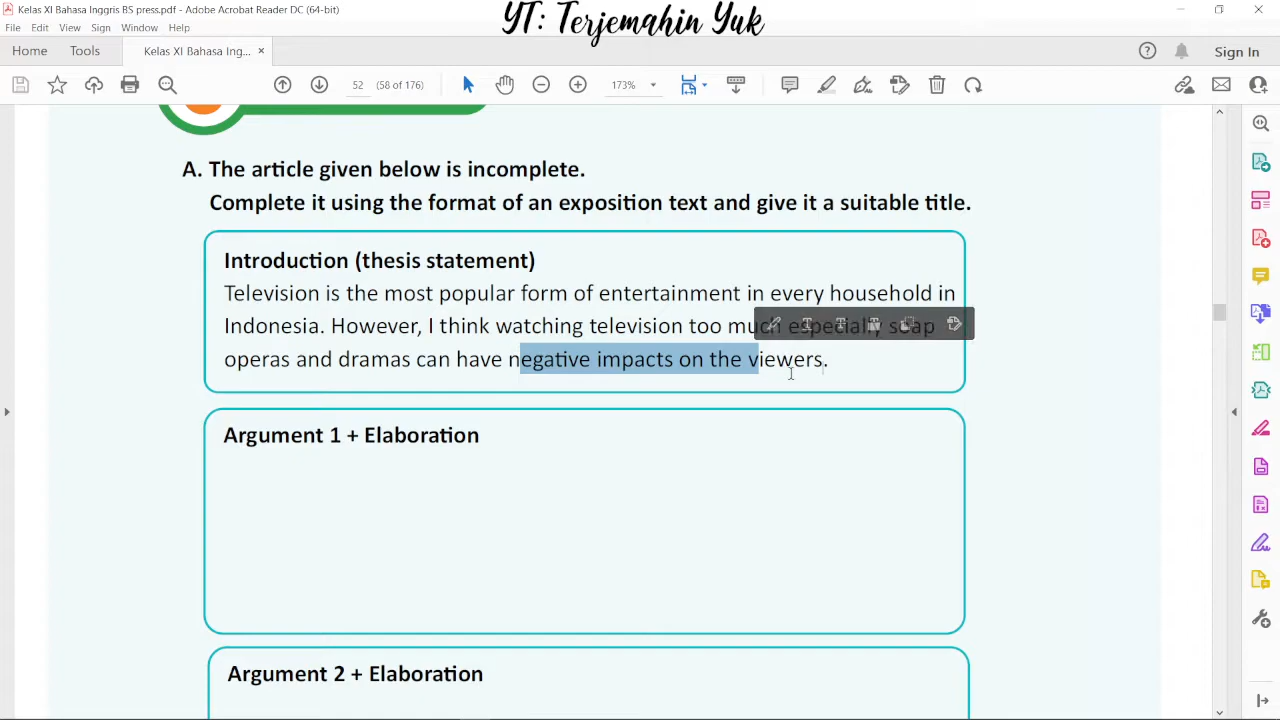 Kelas XI Bahasa Inggris BS press.pdf - Adobe Acrobat Reader DC (64-bit)
YT: Terjemahin Yuk
File Edit View Sign Window Help
Home Tools Kelas XI Bahasa Ing... × Sign In
52 (58 of 176) 173%
A. The article given below is incomplete.
Complete it using the format of an exposition text and give it a suitable title.
Introduction (thesis statement)
Television is the most popular form of entertainment in every household in
Indonesia. However, I think watching television too much especially soap
operas and dramas can have negative impacts on the viewers.
Argument 1 + Elaboration
Argument 2 + Elaboration